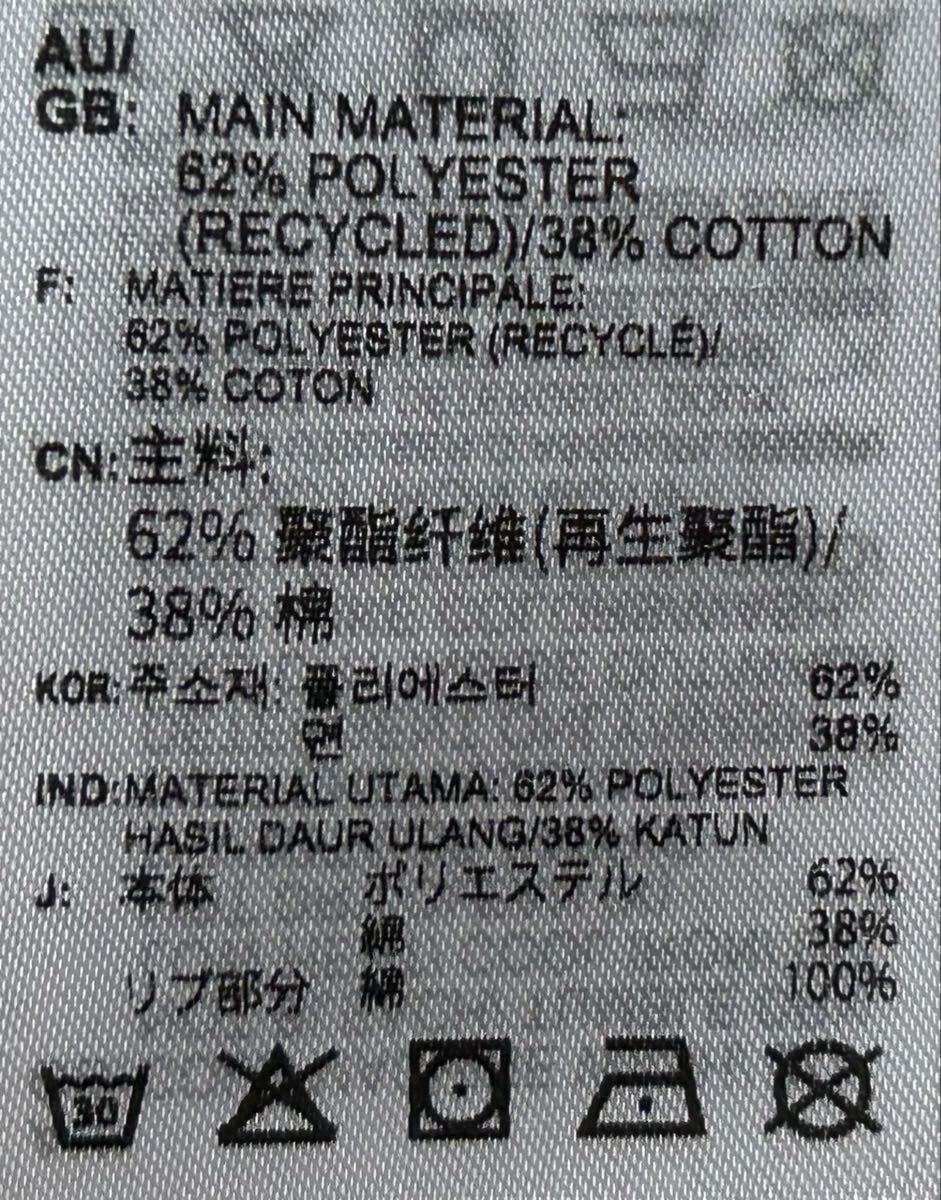 AU/
GB: MAIN MATERIAL:
62% POLYESTER
(RECYCLED)/38% COTTON
F: MATIERE PRINCIPALE:
62% POLYESTER (RECYCLÉ)/
38% COTON
CN: 主料:
62% 聚酯纤维(再生聚酯)/
38% 棉
KOR: 주소재: 폴리에스터 62%
면 38%
IND: MATERIAL UTAMA: 62% POLYESTER
HASIL DAUR ULANG/38% KATUN
J: 本体 ポリエステル 62%
綿 38%
リブ部分 綿 100%
30